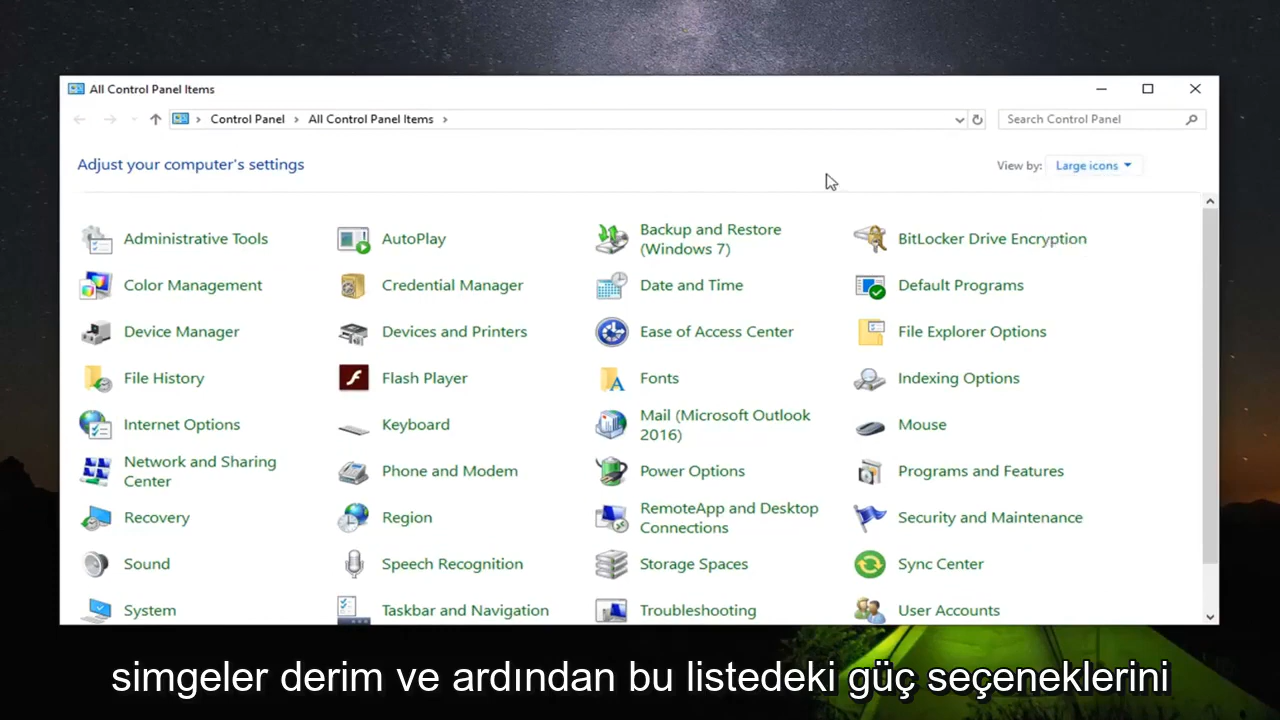 All Control Panel Items
Control Panel > All Control Panel Items >
Search Control Panel
Adjust your computer's settings
View by: Large icons
Administrative Tools
AutoPlay
Backup and Restore
(Windows 7)
BitLocker Drive Encryption
Color Management
Credential Manager
Date and Time
Default Programs
Device Manager
Devices and Printers
Ease of Access Center
File Explorer Options
File History
Flash Player
Fonts
Indexing Options
Internet Options
Keyboard
Mail (Microsoft Outlook
2016)
Mouse
Network and Sharing
Center
Phone and Modem
Power Options
Programs and Features
Recovery
Region
RemoteApp and Desktop
Connections
Security and Maintenance
Sound
Speech Recognition
Storage Spaces
Sync Center
System
Taskbar and Navigation
Troubleshooting
User Accounts
simgeler derim ve ardından bu listedeki güç seçeneklerini